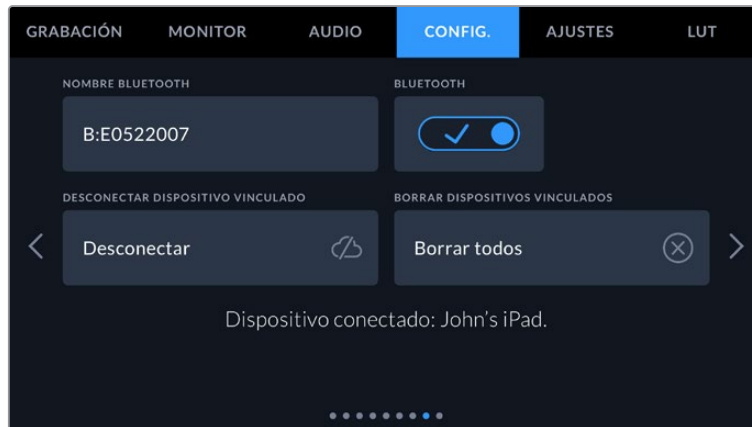 GRABACIÓN MONITOR AUDIO CONFIG. AJUSTES LUT
NOMBRE BLUETOOTH BLUETOOTH
B:E0522007
DESCONECTAR DISPOSITIVO VINCULADO BORRAR DISPOSITIVOS VINCULADOS
Desconectar Borrar todos
Dispositivo conectado: John's iPad.